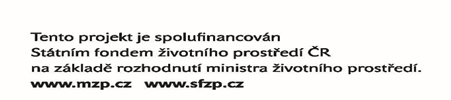 Tento projekt je spolufinancován
Státním fondem životního prostředí ČR
na základě rozhodnutí ministra životního prostředí.
www.mzp.cz www.sfzp.cz